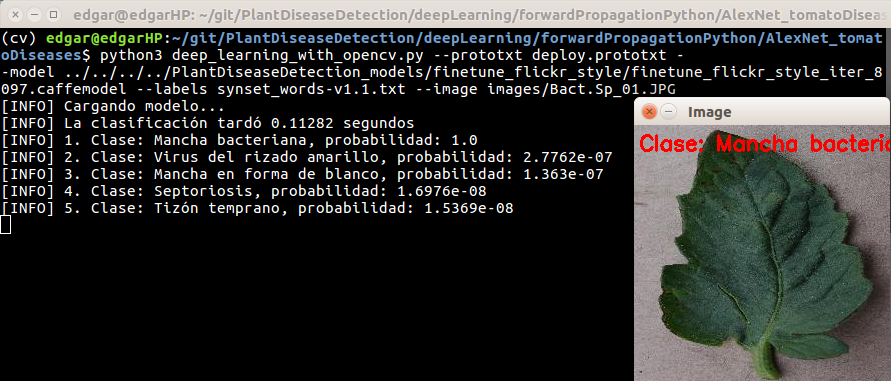 edgar@edgarHP: ~/git/PlantDiseaseDetection/deepLearning/forwardPropagationPython/AlexNet_tomatoDiseas
(cv) edgar@edgarHP:~/git/PlantDiseaseDetection/deepLearning/forwardPropagationPython/AlexNet_tomat
oDiseases$ python3 deep_learning_with_opencv.py --prototxt deploy.prototxt -
-model ../../../../PlantDiseaseDetection_models/finetune_flickr_style/finetune_flickr_style_iter_8
097.caffemodel --labels synset_words-v1.1.txt --image images/Bact.Sp_01.JPG
[INFO] Cargando modelo...
[INFO] La clasificación tardó 0.11282 segundos
[INFO] 1. Clase: Mancha bacteriana, probabilidad: 1.0
[INFO] 2. Clase: Virus del rizado amarillo, probabilidad: 2.7762e-07
[INFO] 3. Clase: Mancha en forma de blanco, probabilidad: 1.363e-07
[INFO] 4. Clase: Septoriosis, probabilidad: 1.6976e-08
[INFO] 5. Clase: Tizón temprano, probabilidad: 1.5369e-08
Image
Clase: Mancha bacteria